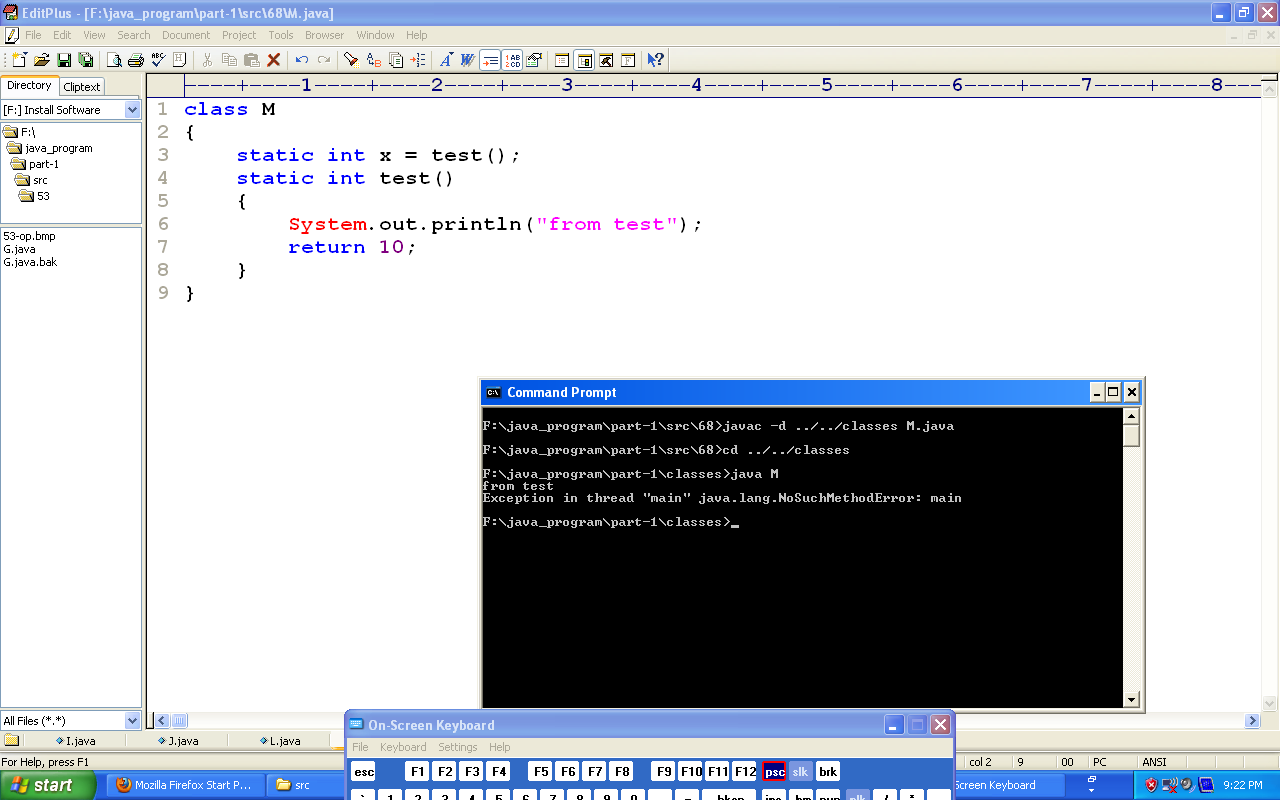 EditPlus - [F:\java_program\part-1\src\68\M.java]
File Edit View Search Document Project Tools Browser Window Help
Directory Cliptext
[F:] Install Software
F:\
java_program
part-1
src
53
53-op.bmp
G.java
G.java.bak
All Files (*.*)
----+----1----+----2----+----3----+----4----+----5----+----6----+----7----+----8---
1 class M
2 {
3 static int x = test();
4 static int test()
5 {
6 System.out.println("from test");
7 return 10;
8 }
9 }
Command Prompt
F:\java_program\part-1\src\68>javac -d ../../classes M.java
F:\java_program\part-1\src\68>cd ../../classes
F:\java_program\part-1\classes>java M
from test
Exception in thread "main" java.lang.NoSuchMethodError: main
F:\java_program\part-1\classes>_
I.java J.java L.java
On-Screen Keyboard
File Keyboard Settings Help
esc F1 F2 F3 F4 F5 F6 F7 F8 F9 F10 F11 F12 psc slk brk
For Help, press F1
col 2 9 00 PC ANSI
start Mozilla Firefox Start P... src Screen Keyboard 9:22 PM